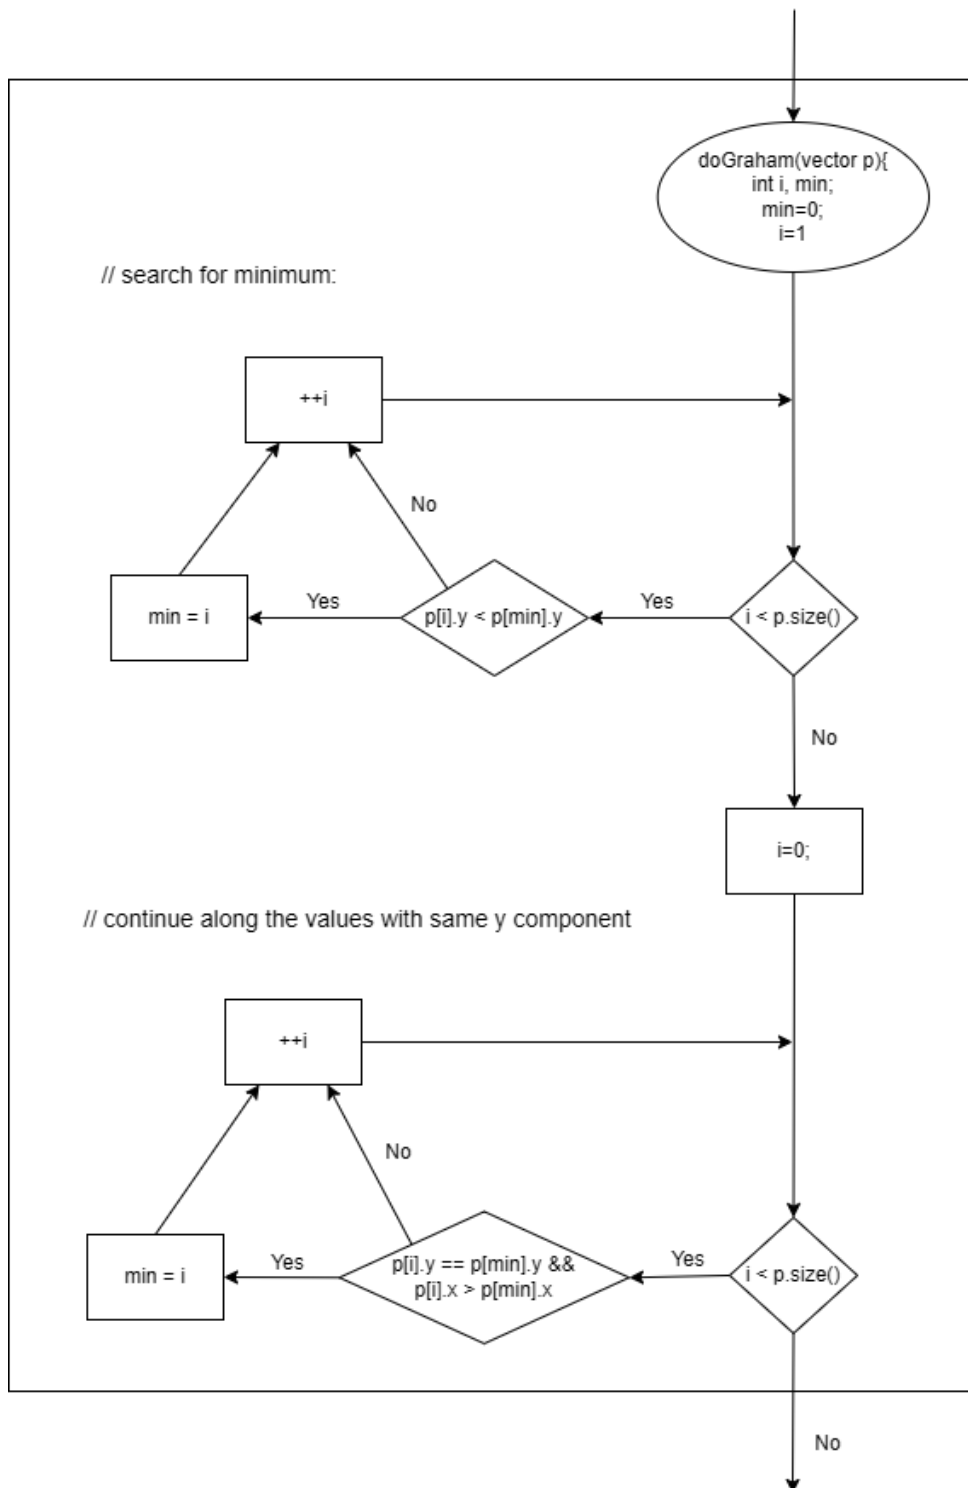 doGraham(vector p){
int i, min;
min=0;
i=1
// search for minimum:
++i
No
min = i
Yes
p[i].y < p[min].y
Yes
i < p.size()
No
i=0;
// continue along the values with same y component
++i
No
min = i
Yes
p[i].y == p[min].y &&
p[i].x > p[min].x
Yes
i < p.size()
No